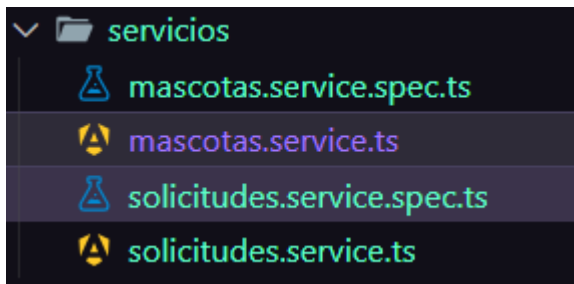 servicios
mascotas.service.spec.ts
mascotas.service.ts
solicitudes.service.spec.ts
solicitudes.service.ts